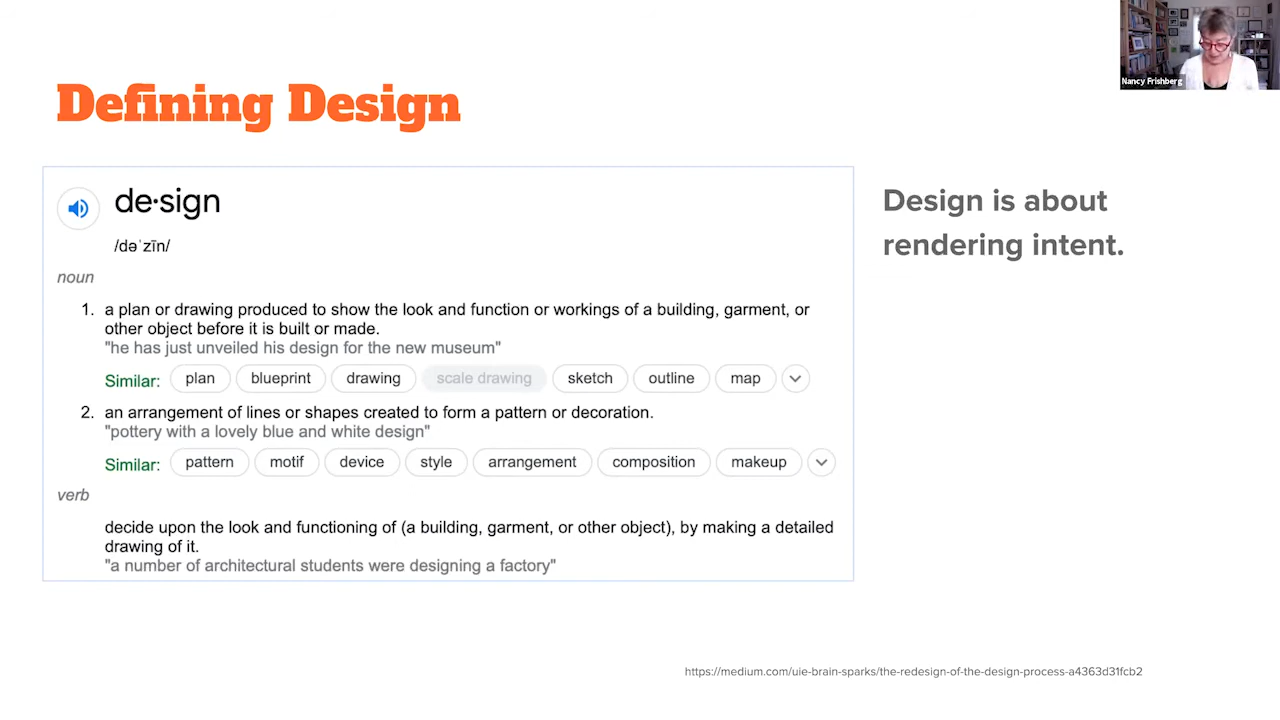 Nancy Frishberg
Defining Design
de·sign
/dəˈzīn/
noun
1. a plan or drawing produced to show the look and function or workings of a building, garment, or
other object before it is built or made.
"he has just unveiled his design for the new museum"
Similar: plan blueprint drawing scale drawing sketch outline map
2. an arrangement of lines or shapes created to form a pattern or decoration.
"pottery with a lovely blue and white design"
Similar: pattern motif device style arrangement composition makeup
verb
decide upon the look and functioning of (a building, garment, or other object), by making a detailed
drawing of it.
"a number of architectural students were designing a factory"
Design is about
rendering intent.
https://medium.com/uie-brain-sparks/the-redesign-of-the-design-process-a4363d31fcb2